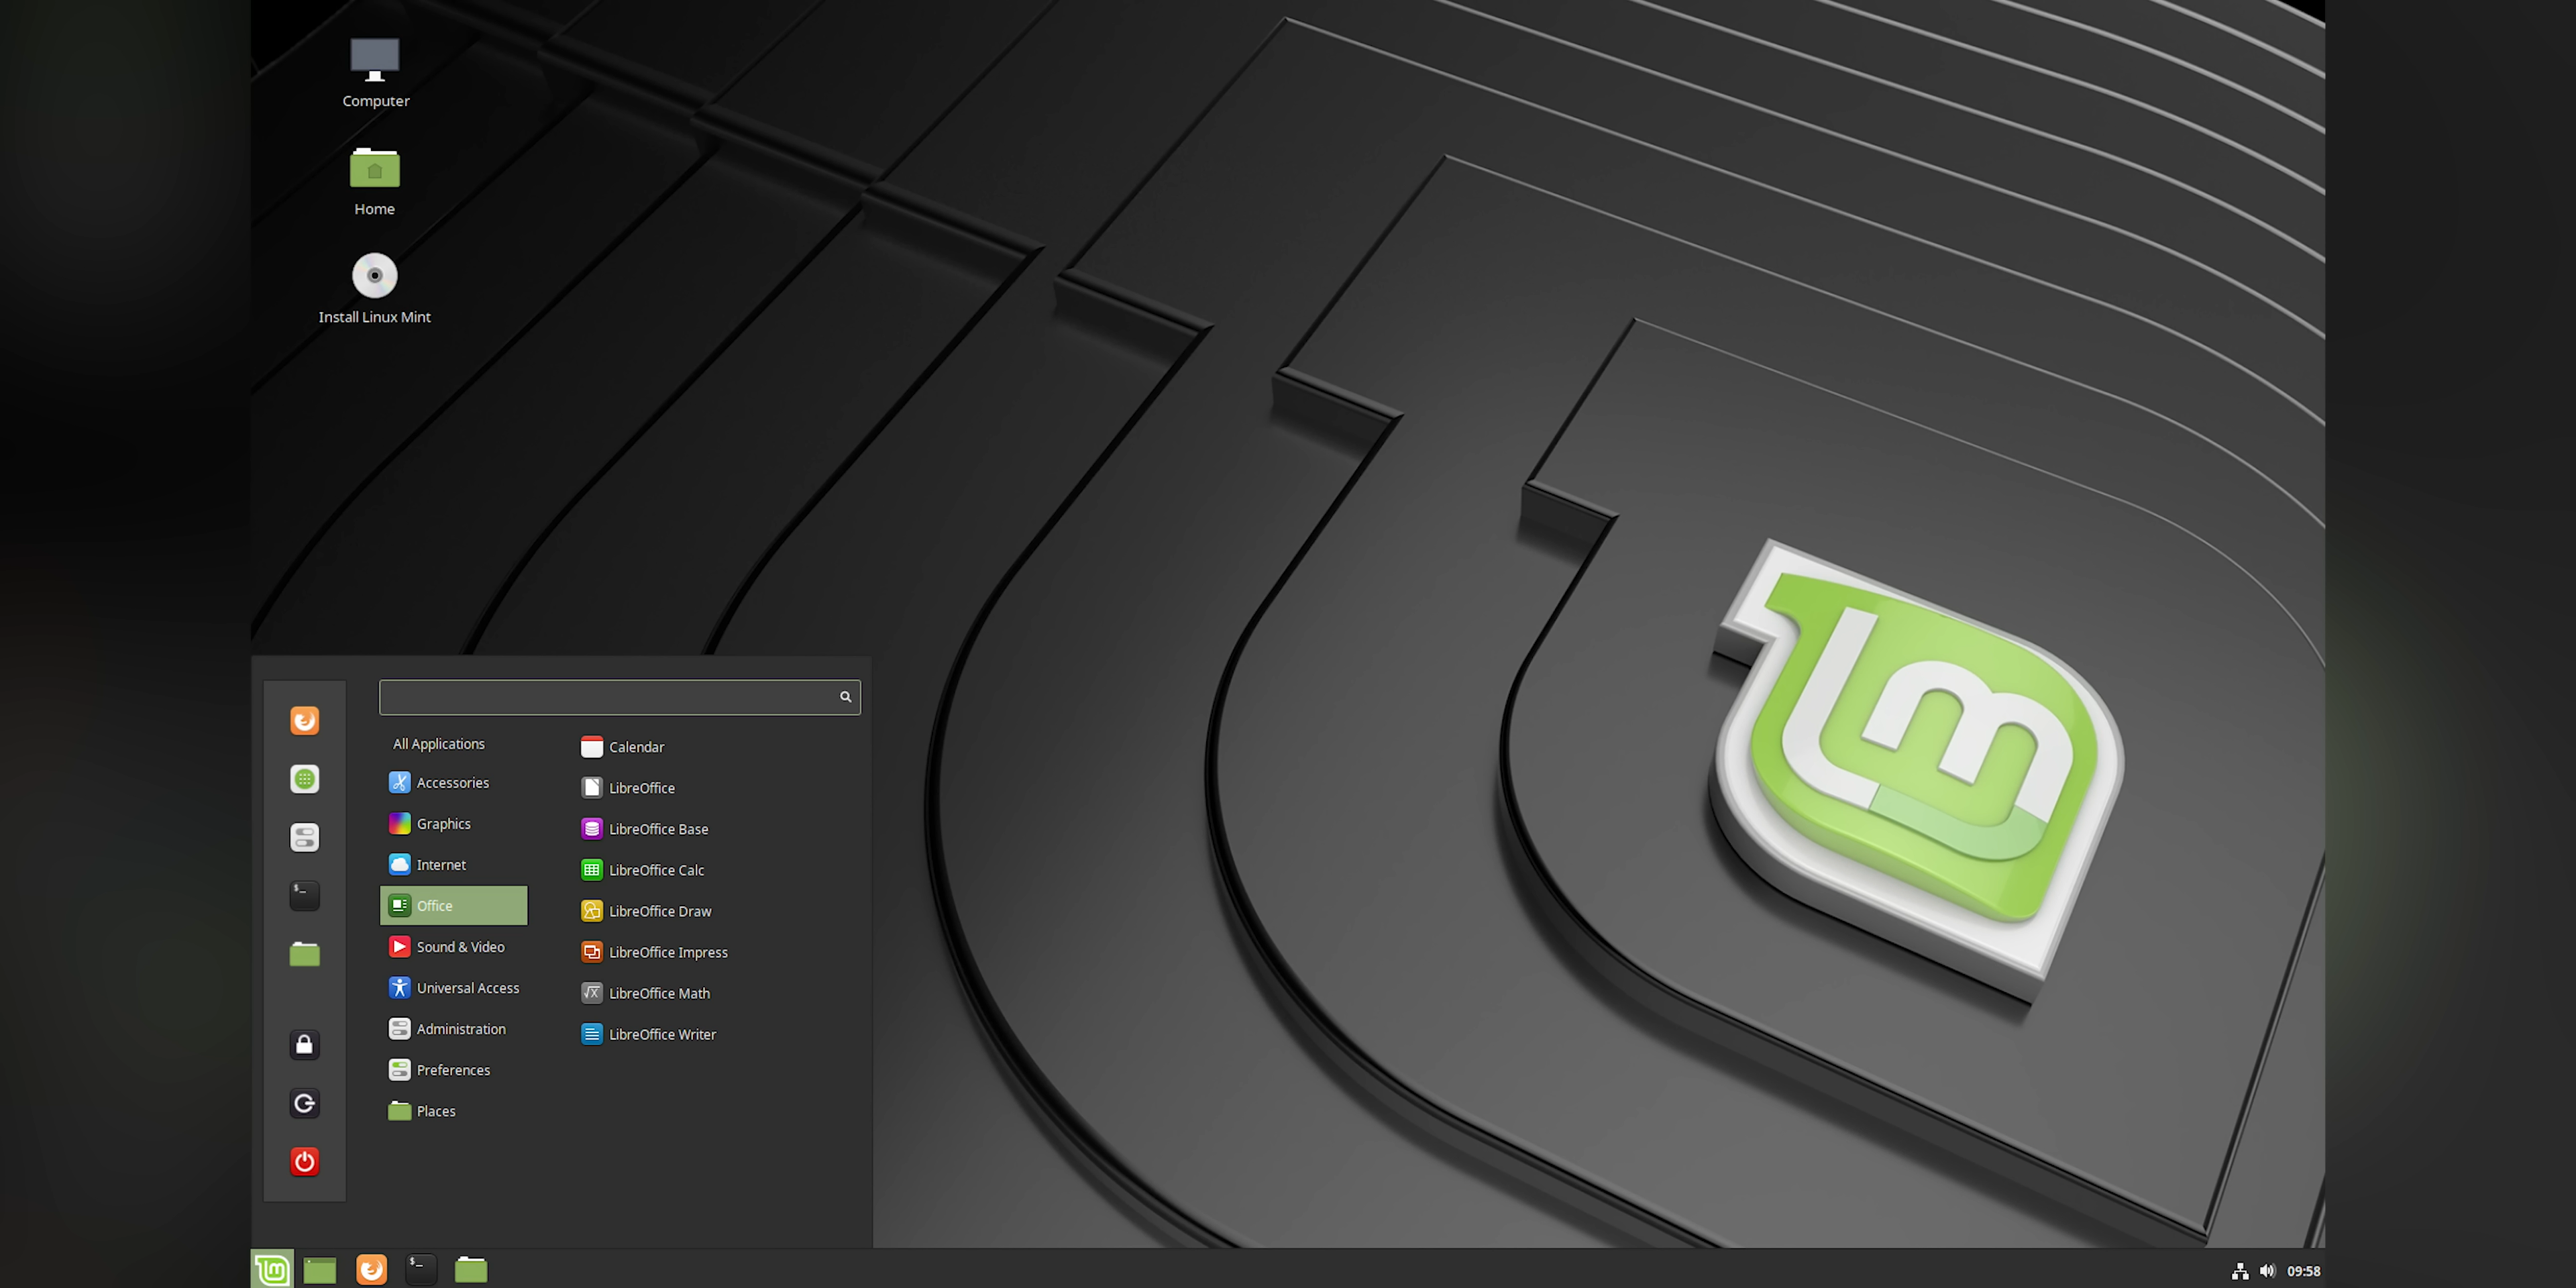 Computer
Home
Install Linux Mint
All Applications
Accessories
Graphics
Internet
Office
Sound & Video
Universal Access
Administration
Preferences
Places
Calendar
LibreOffice
LibreOffice Base
LibreOffice Calc
LibreOffice Draw
LibreOffice Impress
LibreOffice Math
LibreOffice Writer
lm
09:58